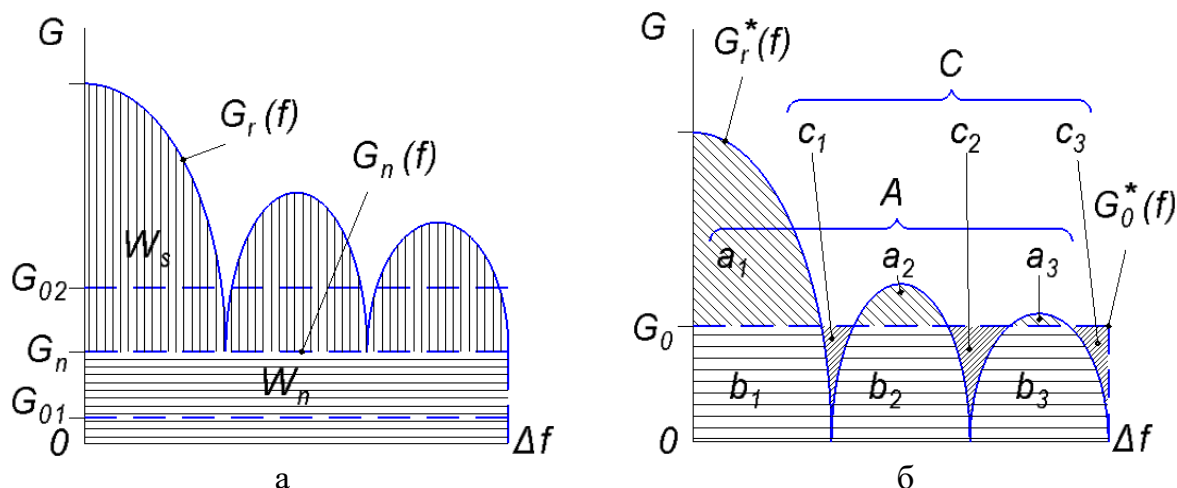 G
G_r(f)
G_n(f)
W_s
G_02
G_n
W_n
G_01
0
Δf
а
G
G_r^*(f)
C
c_1
c_2
c_3
A
G_0^*(f)
a_1
a_2
a_3
G_0
b_1
b_2
b_3
0
Δf
б